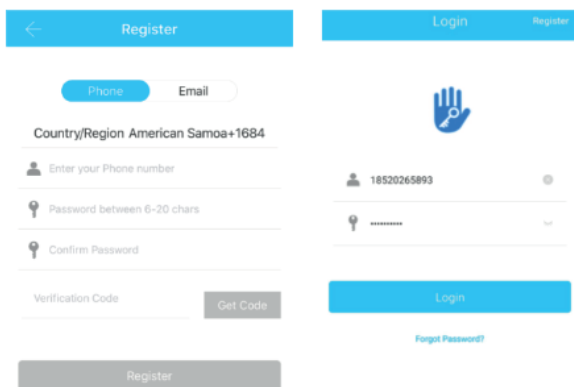 Register
Phone
Email
Country/Region American Samoa+1684
Enter your Phone number
Password between 6-20 chars
Confirm Password
Verification Code
Get Code
Register
Login
Register
18520265893
Login
Forgot Password?